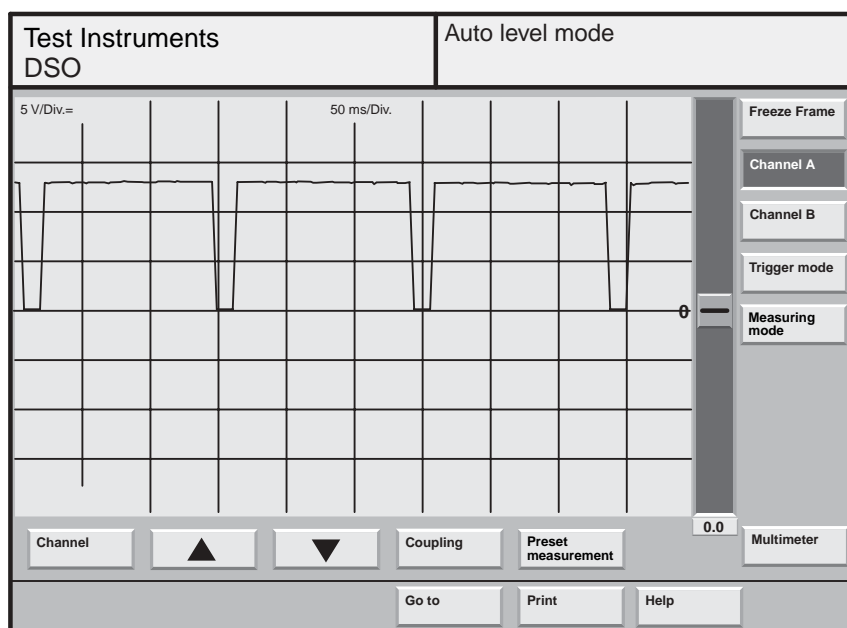 Test Instruments
DSO
Auto level mode
5 V/Div.=
50 ms/Div.
Freeze Frame
Channel A
Channel B
Trigger mode
0
Measuring
mode
0.0
Channel
Coupling
Preset
measurement
Multimeter
Go to
Print
Help